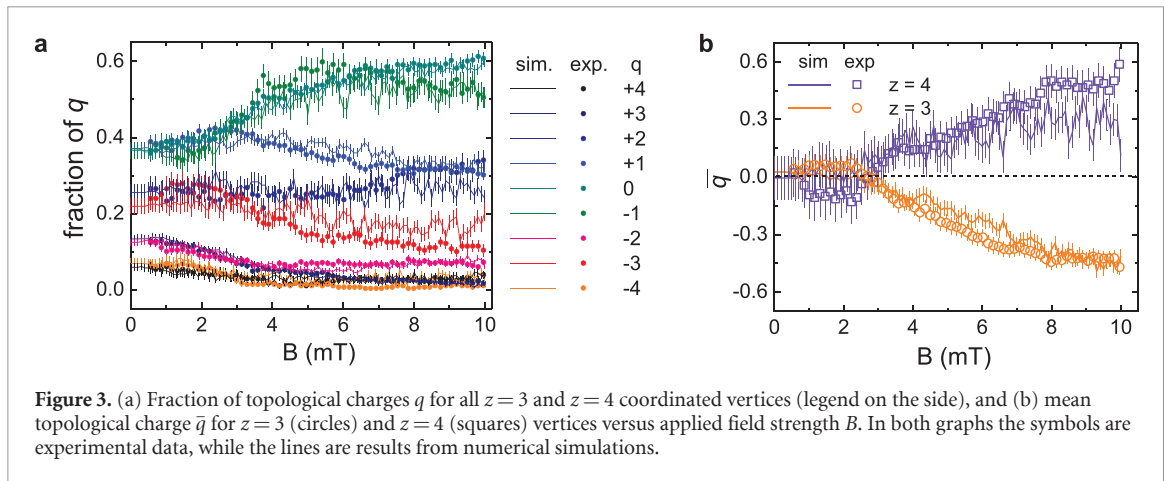 a
fraction of q
0.6
0.4
0.2
0.0
0 2 4 6 8 10
B (mT)
sim. exp. q
+4
+3
+2
+1
0
-1
-2
-3
-4
b
q̅
0.6
0.3
0.0
-0.3
-0.6
sim exp
z = 4
z = 3
0 2 4 6 8 10
B (mT)
Figure 3. (a) Fraction of topological charges q for all z = 3 and z = 4 coordinated vertices (legend on the side), and (b) mean
topological charge q̅ for z = 3 (circles) and z = 4 (squares) vertices versus applied field strength B. In both graphs the symbols are
experimental data, while the lines are results from numerical simulations.